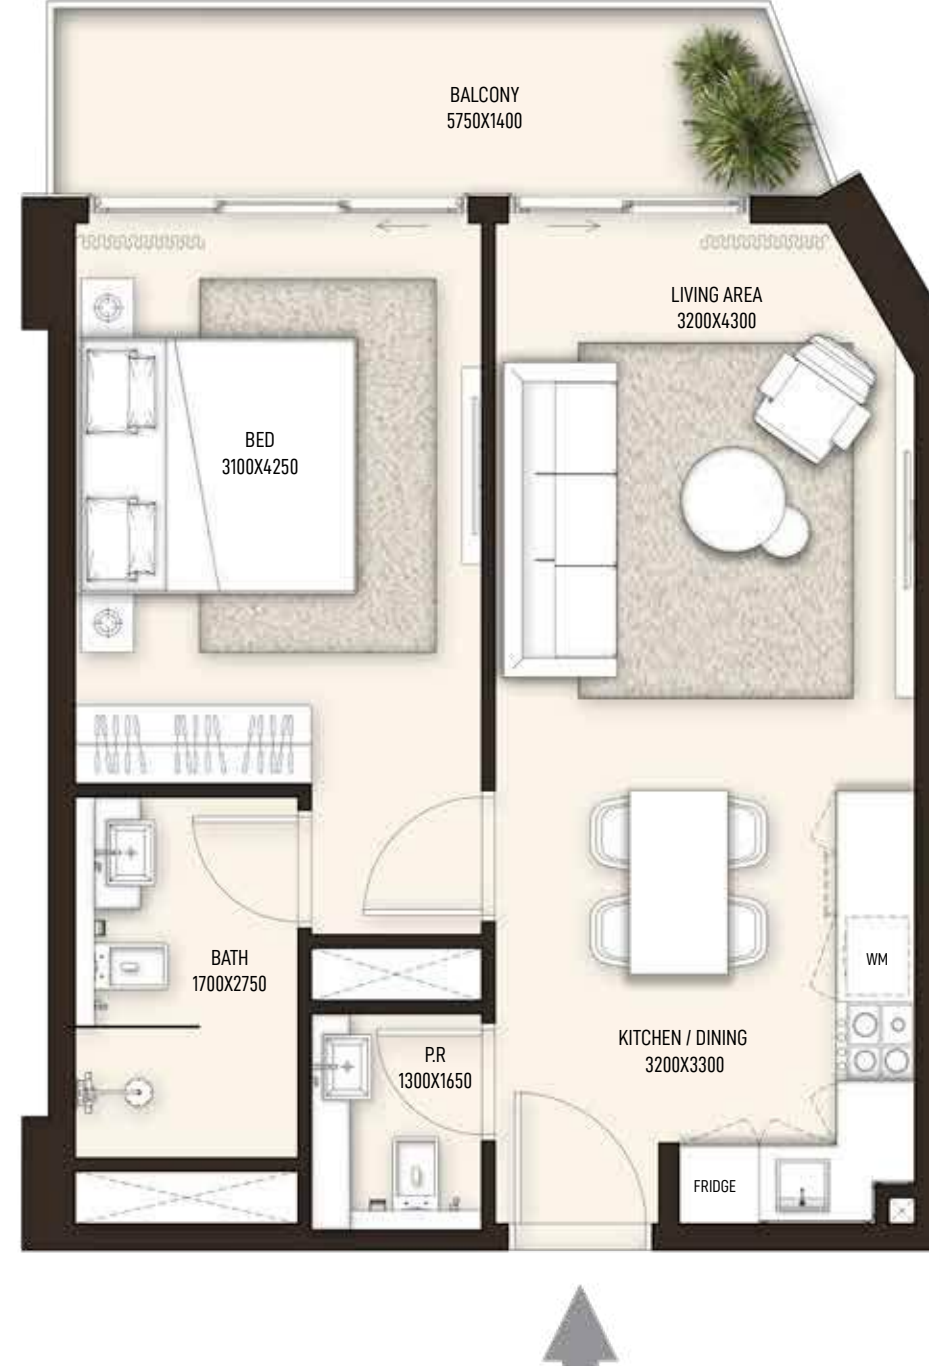 BALCONY
5750X1400
LIVING AREA
3200X4300
BED
3100X4250
BATH
1700X2750
WM
KITCHEN / DINING
3200X3300
P.R
1300X1650
FRIDGE